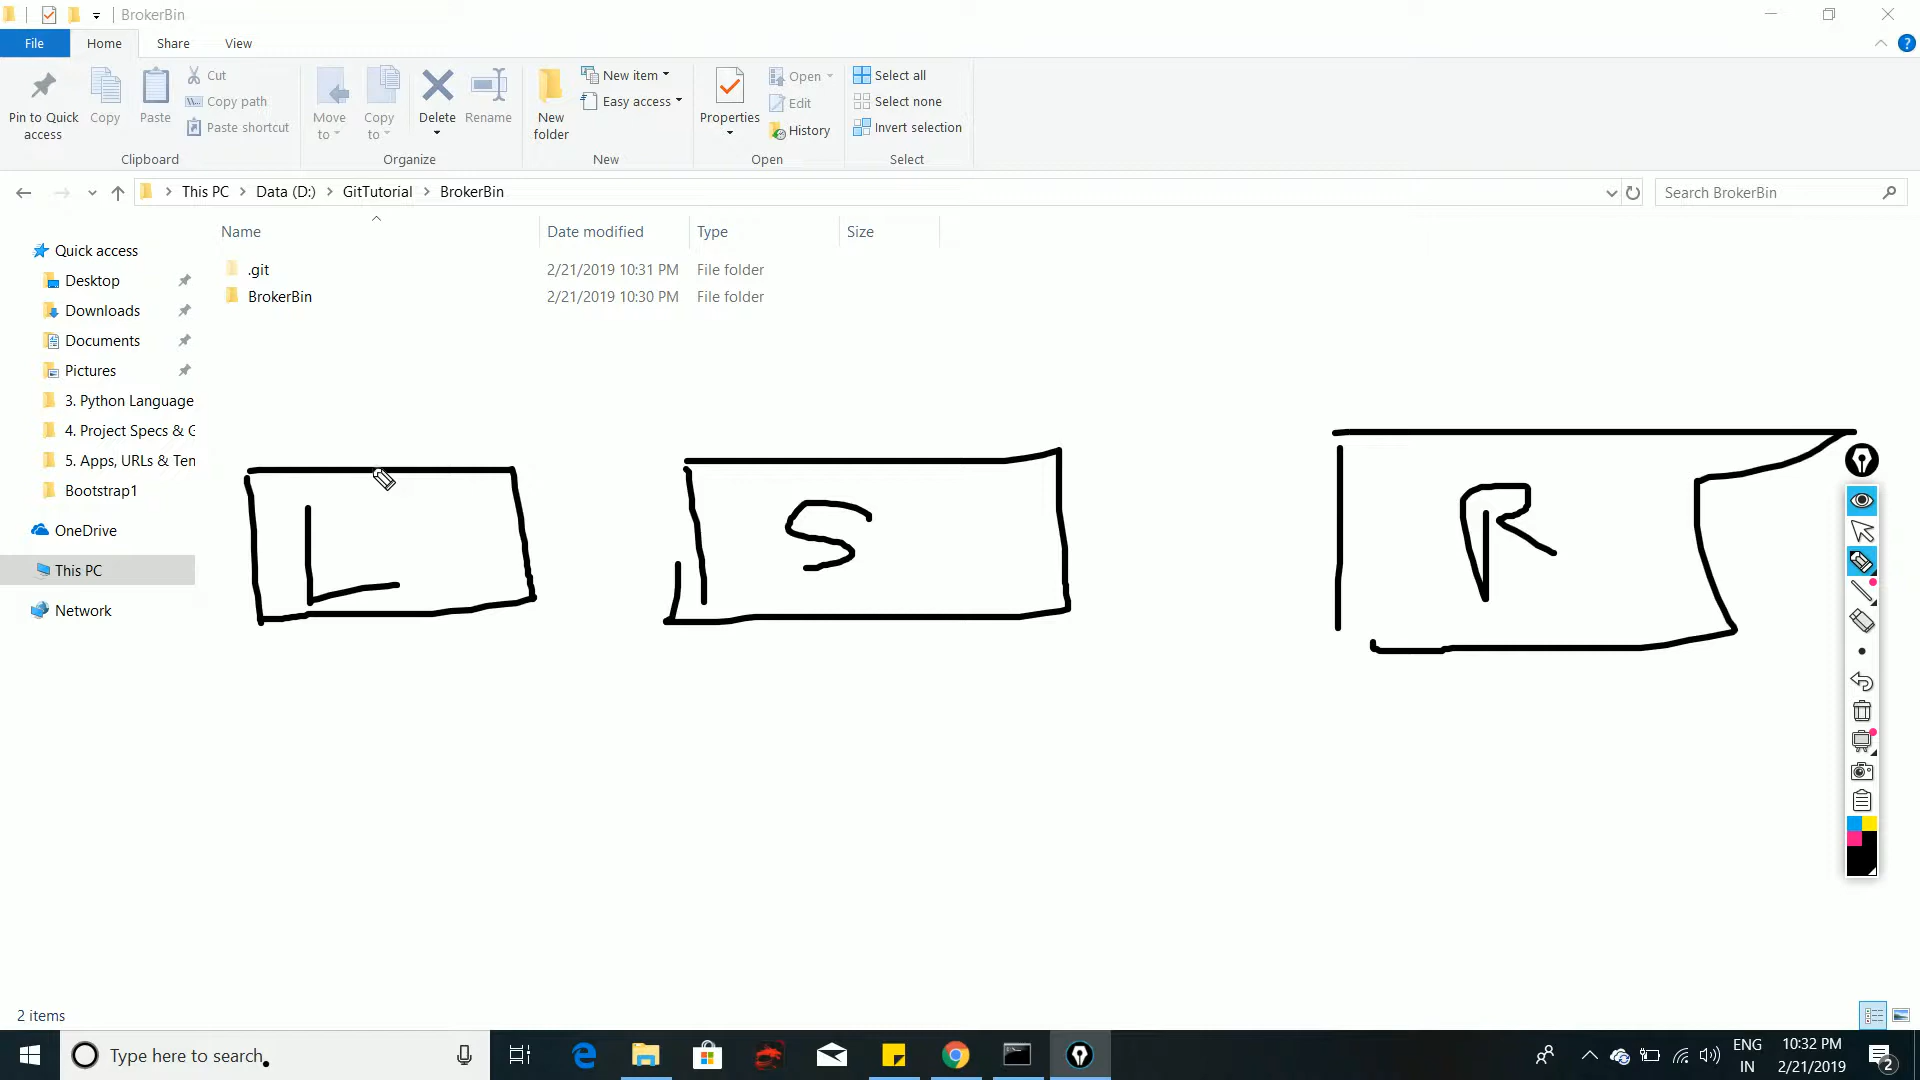 BrokerBin
File Home Share View
Pin to Quick access
Copy
Paste
Cut
Copy path
Paste shortcut
Clipboard
Move to
Copy to
Delete
Rename
Organize
New folder
New item
Easy access
New
Properties
Open
Edit
History
Open
Select all
Select none
Invert selection
Select
This PC > Data (D:) > GitTutorial > BrokerBin
Search BrokerBin
Name Date modified Type Size
.git 2/21/2019 10:31 PM File folder
BrokerBin 2/21/2019 10:30 PM File folder
Quick access
Desktop
Downloads
Documents
Pictures
3. Python Language
4. Project Specs & G
5. Apps, URLs & Ten
Bootstrap1
OneDrive
This PC
Network
L S R
2 items
Type here to search
ENG
IN
10:32 PM
2/21/2019
2